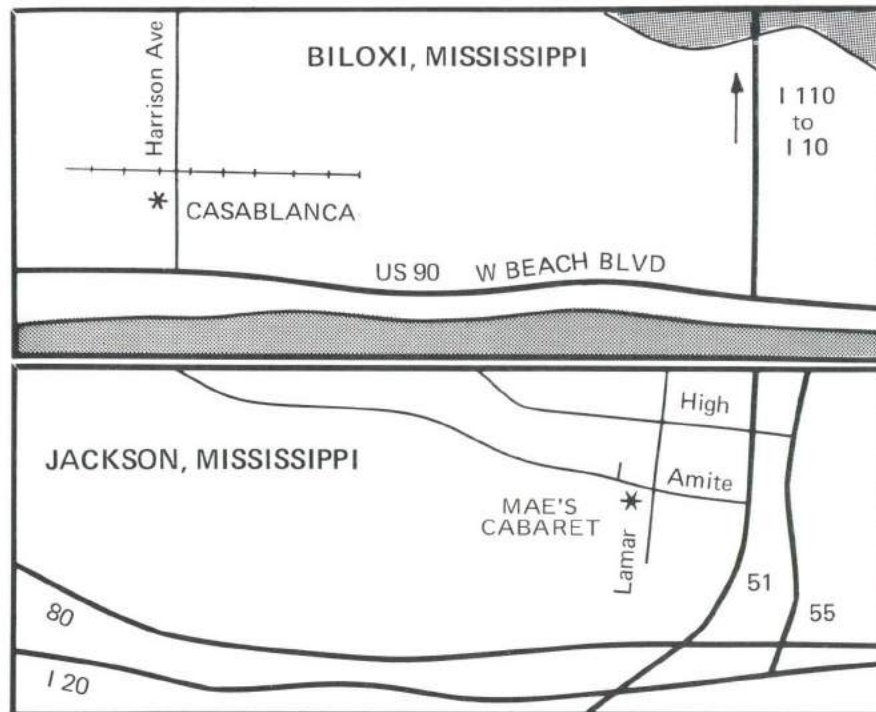 BILOXI, MISSISSIPPI
Harrison Ave
I 110
to
I 10
* CASABLANCA
US 90 W BEACH BLVD
JACKSON, MISSISSIPPI
High
Amite
MAE'S *
CABARET
Lamar
51
55
80
I 20